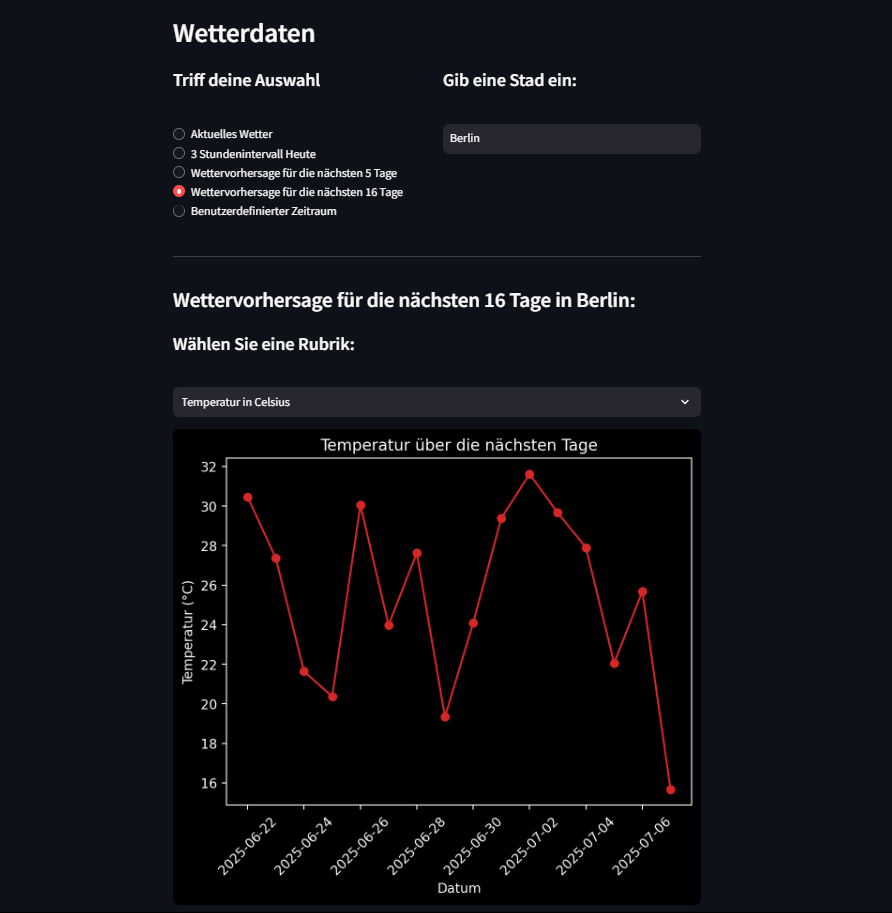 Wetterdaten
Triff deine Auswahl
Gib eine Stad ein:
Aktuelles Wetter
3 Stundenintervall Heute
Wettervorhersage für die nächsten 5 Tage
Wettervorhersage für die nächsten 16 Tage
Benutzerdefinierter Zeitraum
Berlin
Wettervorhersage für die nächsten 16 Tage in Berlin:
Wählen Sie eine Rubrik:
Temperatur in Celsius
Temperatur über die nächsten Tage
Temperatur (°C)
32
30
28
26
24
22
20
18
16
2025-06-22
2025-06-24
2025-06-26
2025-06-28
2025-06-30
2025-07-02
2025-07-04
2025-07-06
Datum